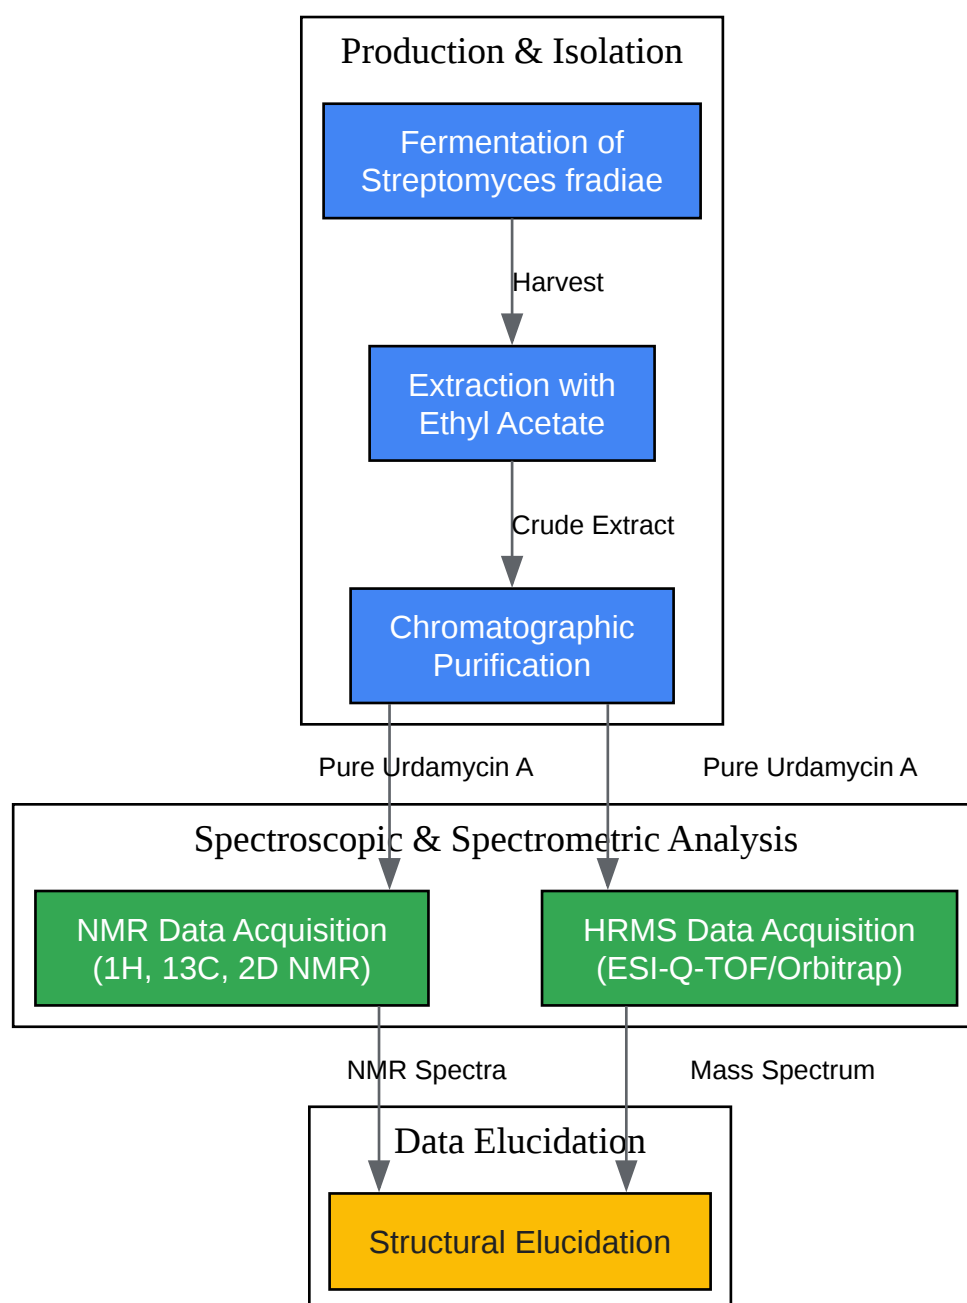 Production & Isolation
Fermentation of
Streptomyces fradiae
Harvest
Extraction with
Ethyl Acetate
Crude Extract
Chromatographic
Purification
Pure Urdamycin A
Pure Urdamycin A
Spectroscopic & Spectrometric Analysis
NMR Data Acquisition
(1H, 13C, 2D NMR)
HRMS Data Acquisition
(ESI-Q-TOF/Orbitrap)
NMR Spectra
Mass Spectrum
Data Elucidation
Structural Elucidation